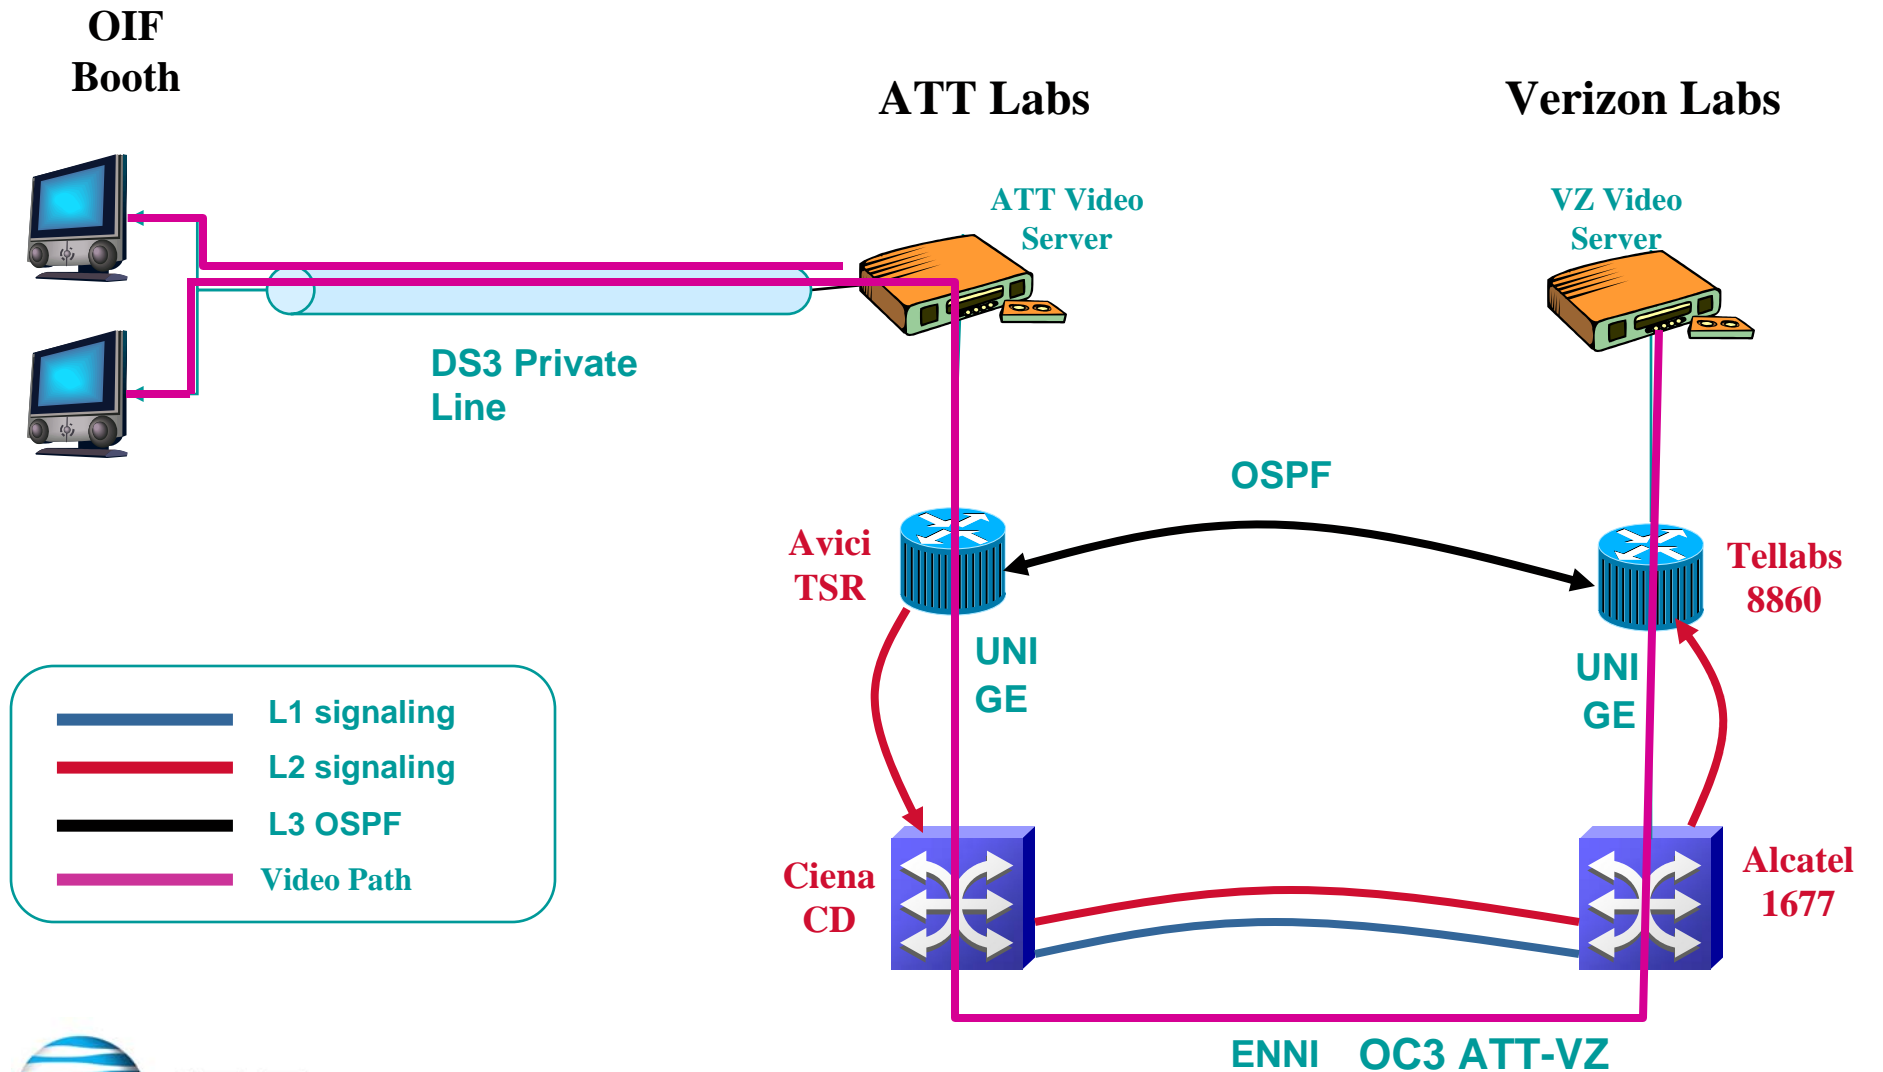 OIF
Booth
ATT Labs
Verizon Labs
ATT Video
Server
VZ Video
Server
DS3 Private
Line
OSPF
Avici
TSR
Tellabs
8860
UNI
GE
UNI
GE
L1 signaling
L2 signaling
L3 OSPF
Video Path
Ciena
CD
Alcatel
1677
ENNI
OC3 ATT-VZ